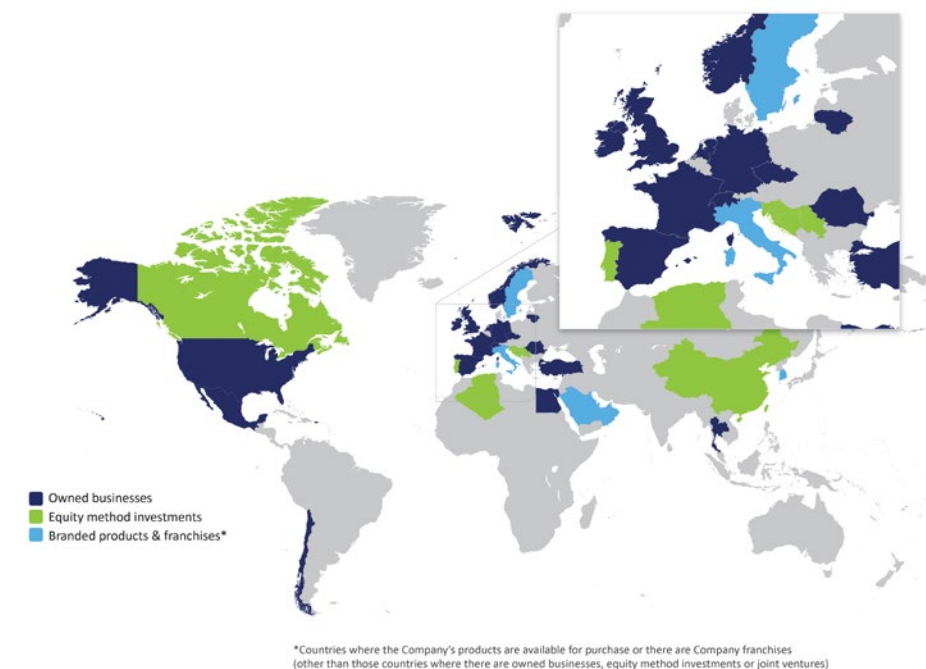 Owned businesses
Equity method investments
Branded products & franchises*
*Countries where the Company's products are available for purchase or there are Company franchises
(other than those countries where there are owned businesses, equity method investments or joint ventures)